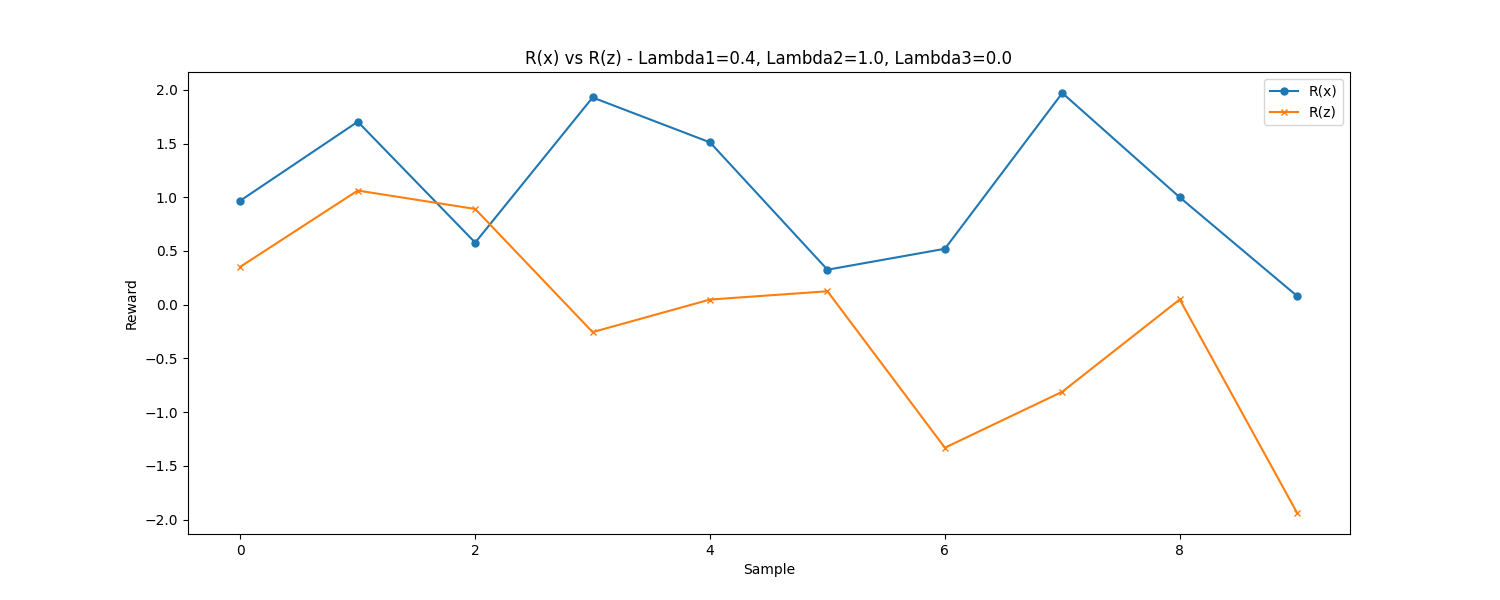 R(x) vs R(z) - Lambda1=0.4, Lambda2=1.0, Lambda3=0.0
R(x)
R(z)
2.0
1.5
1.0
0.5
0.0
−0.5
−1.0
−1.5
−2.0
Reward
0 2 4 6 8
Sample